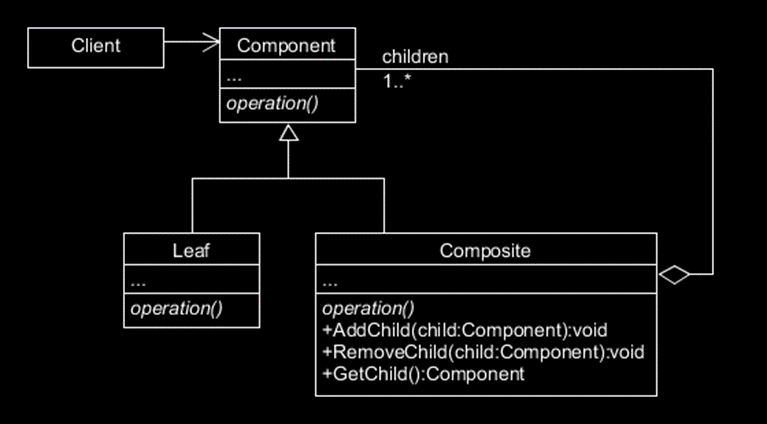 Client
Component
...
operation()
children
1..*
Leaf
...
operation()
Composite
...
operation()
+AddChild(child:Component):void
+RemoveChild(child:Component):void
+GetChild():Component